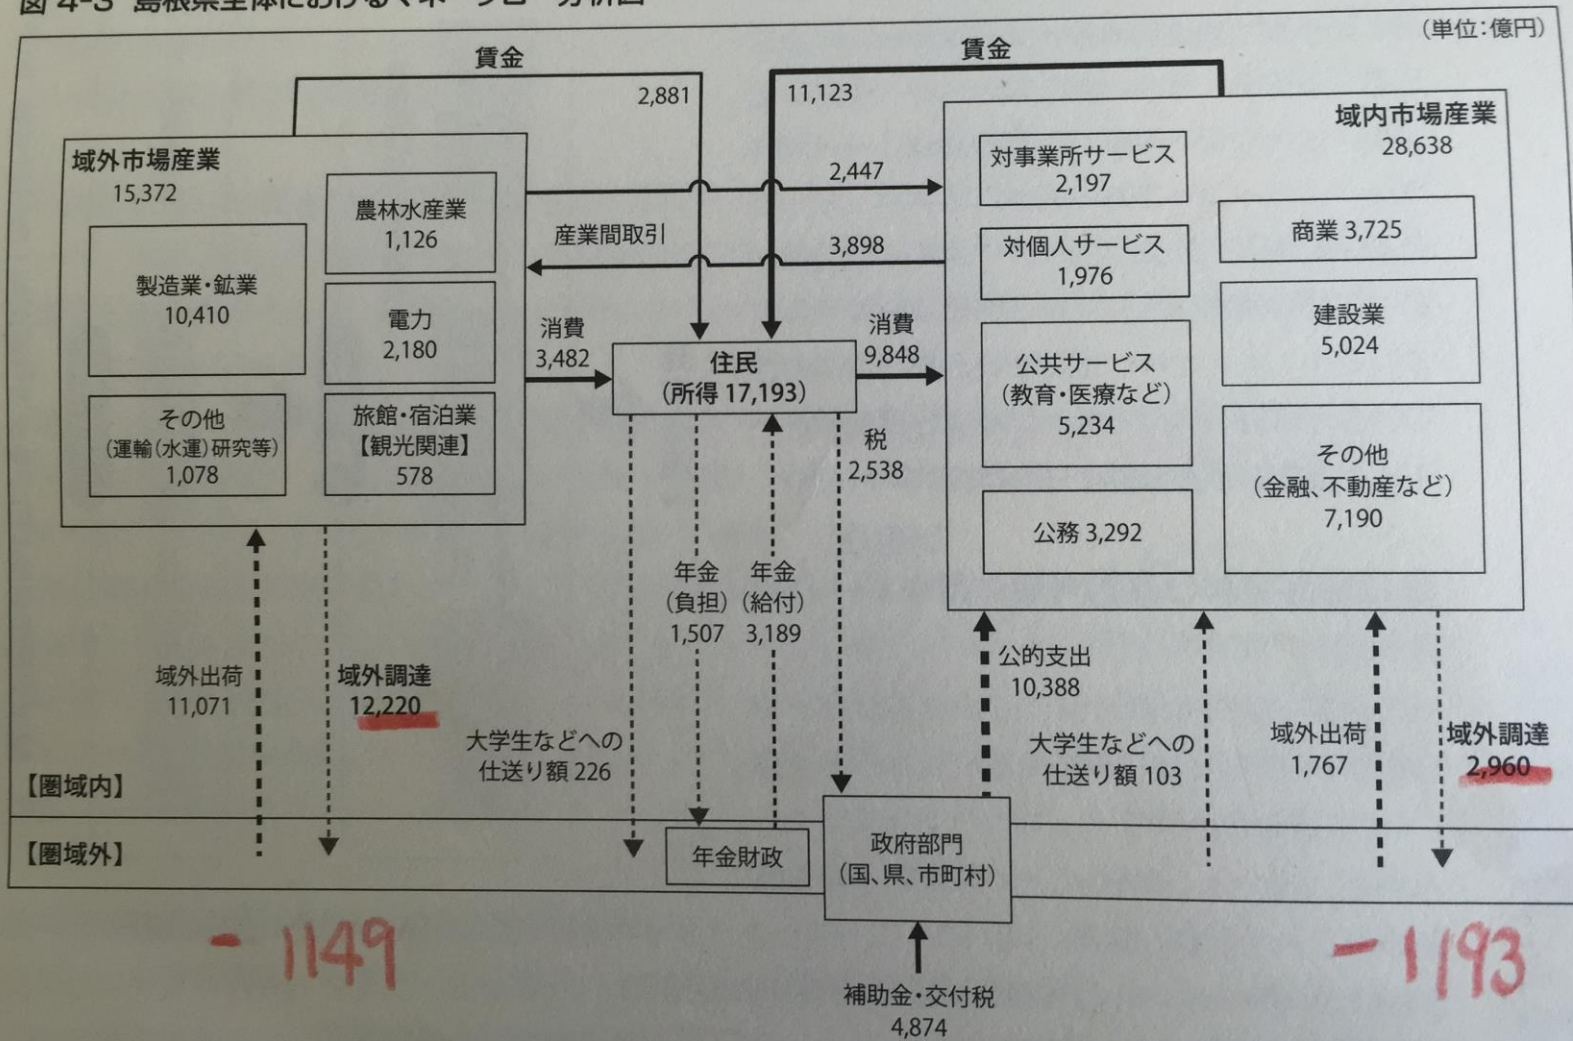 図 4-3 島根県全体におけるマネーフロー分析図
(単位:億円)
賃金
2,881
賃金
11,123
域外市場産業
15,372
農林水産業
1,126
製造業・鉱業
10,410
電力
2,180
その他
(運輸(水運)研究等)
1,078
旅館・宿泊業
【観光関連】
578
2,447
産業間取引
3,898
消費
3,482
住民
(所得 17,193)
消費
9,848
域内市場産業
28,638
対事業所サービス
2,197
対個人サービス
1,976
公共サービス
(教育・医療など)
5,234
公務 3,292
商業 3,725
建設業
5,024
その他
(金融、不動産など)
7,190
税
2,538
年金
(負担)
1,507
年金
(給付)
3,189
域外出荷
11,071
域外調達
12,220
大学生などへの
仕送り額 226
公的支出
10,388
大学生などへの
仕送り額 103
域外出荷
1,767
域外調達
2,960
【圏域内】
【圏域外】
年金財政
政府部門
(国、県、市町村)
補助金・交付税
4,874
- 1149
- 1193